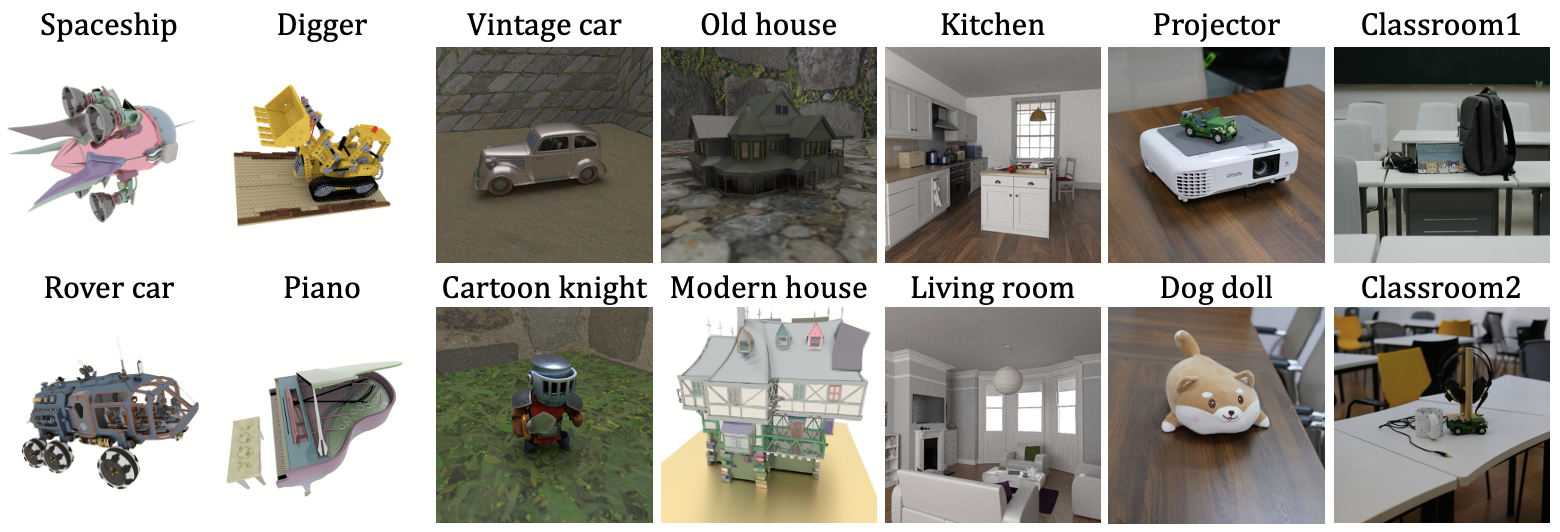 Spaceship
Digger
Vintage car
Old house
Kitchen
Projector
Classroom1
EPSON
Rover car
Piano
Cartoon knight
Modern house
Living room
Dog doll
Classroom2